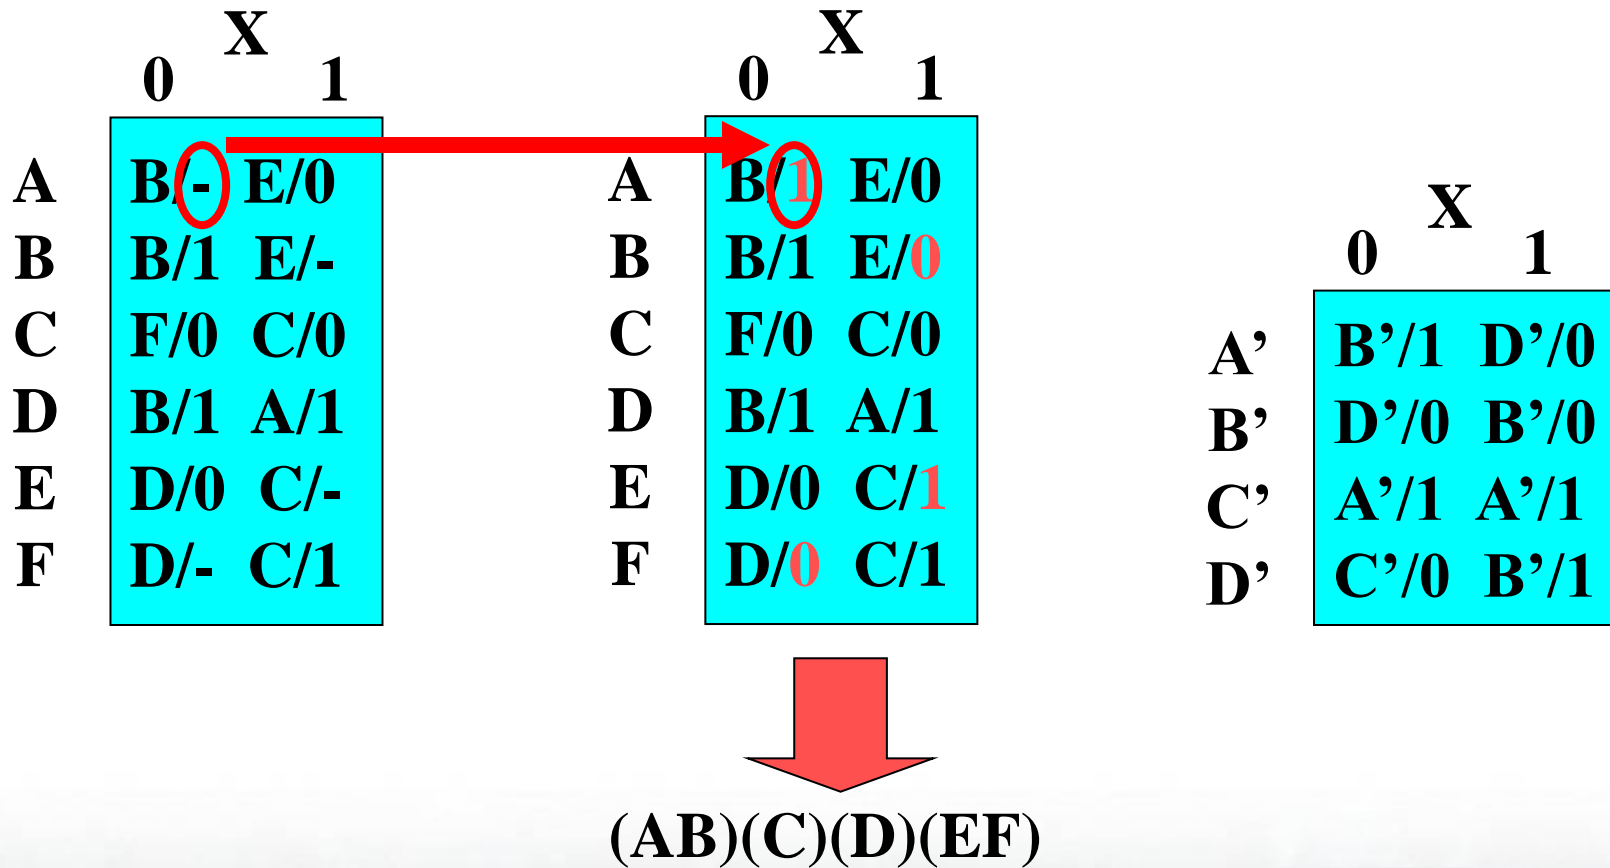 X
0 1
A B/- E/0
B B/1 E/-
C F/0 C/0
D B/1 A/1
E D/0 C/-
F D/- C/1
X
0 1
A B/1 E/0
B B/1 E/0
C F/0 C/0
D B/1 A/1
E D/0 C/1
F D/0 C/1
(AB)(C)(D)(EF)
X
0 1
A’ B’/1 D’/0
B’ D’/0 B’/0
C’ A’/1 A’/1
D’ C’/0 B’/1